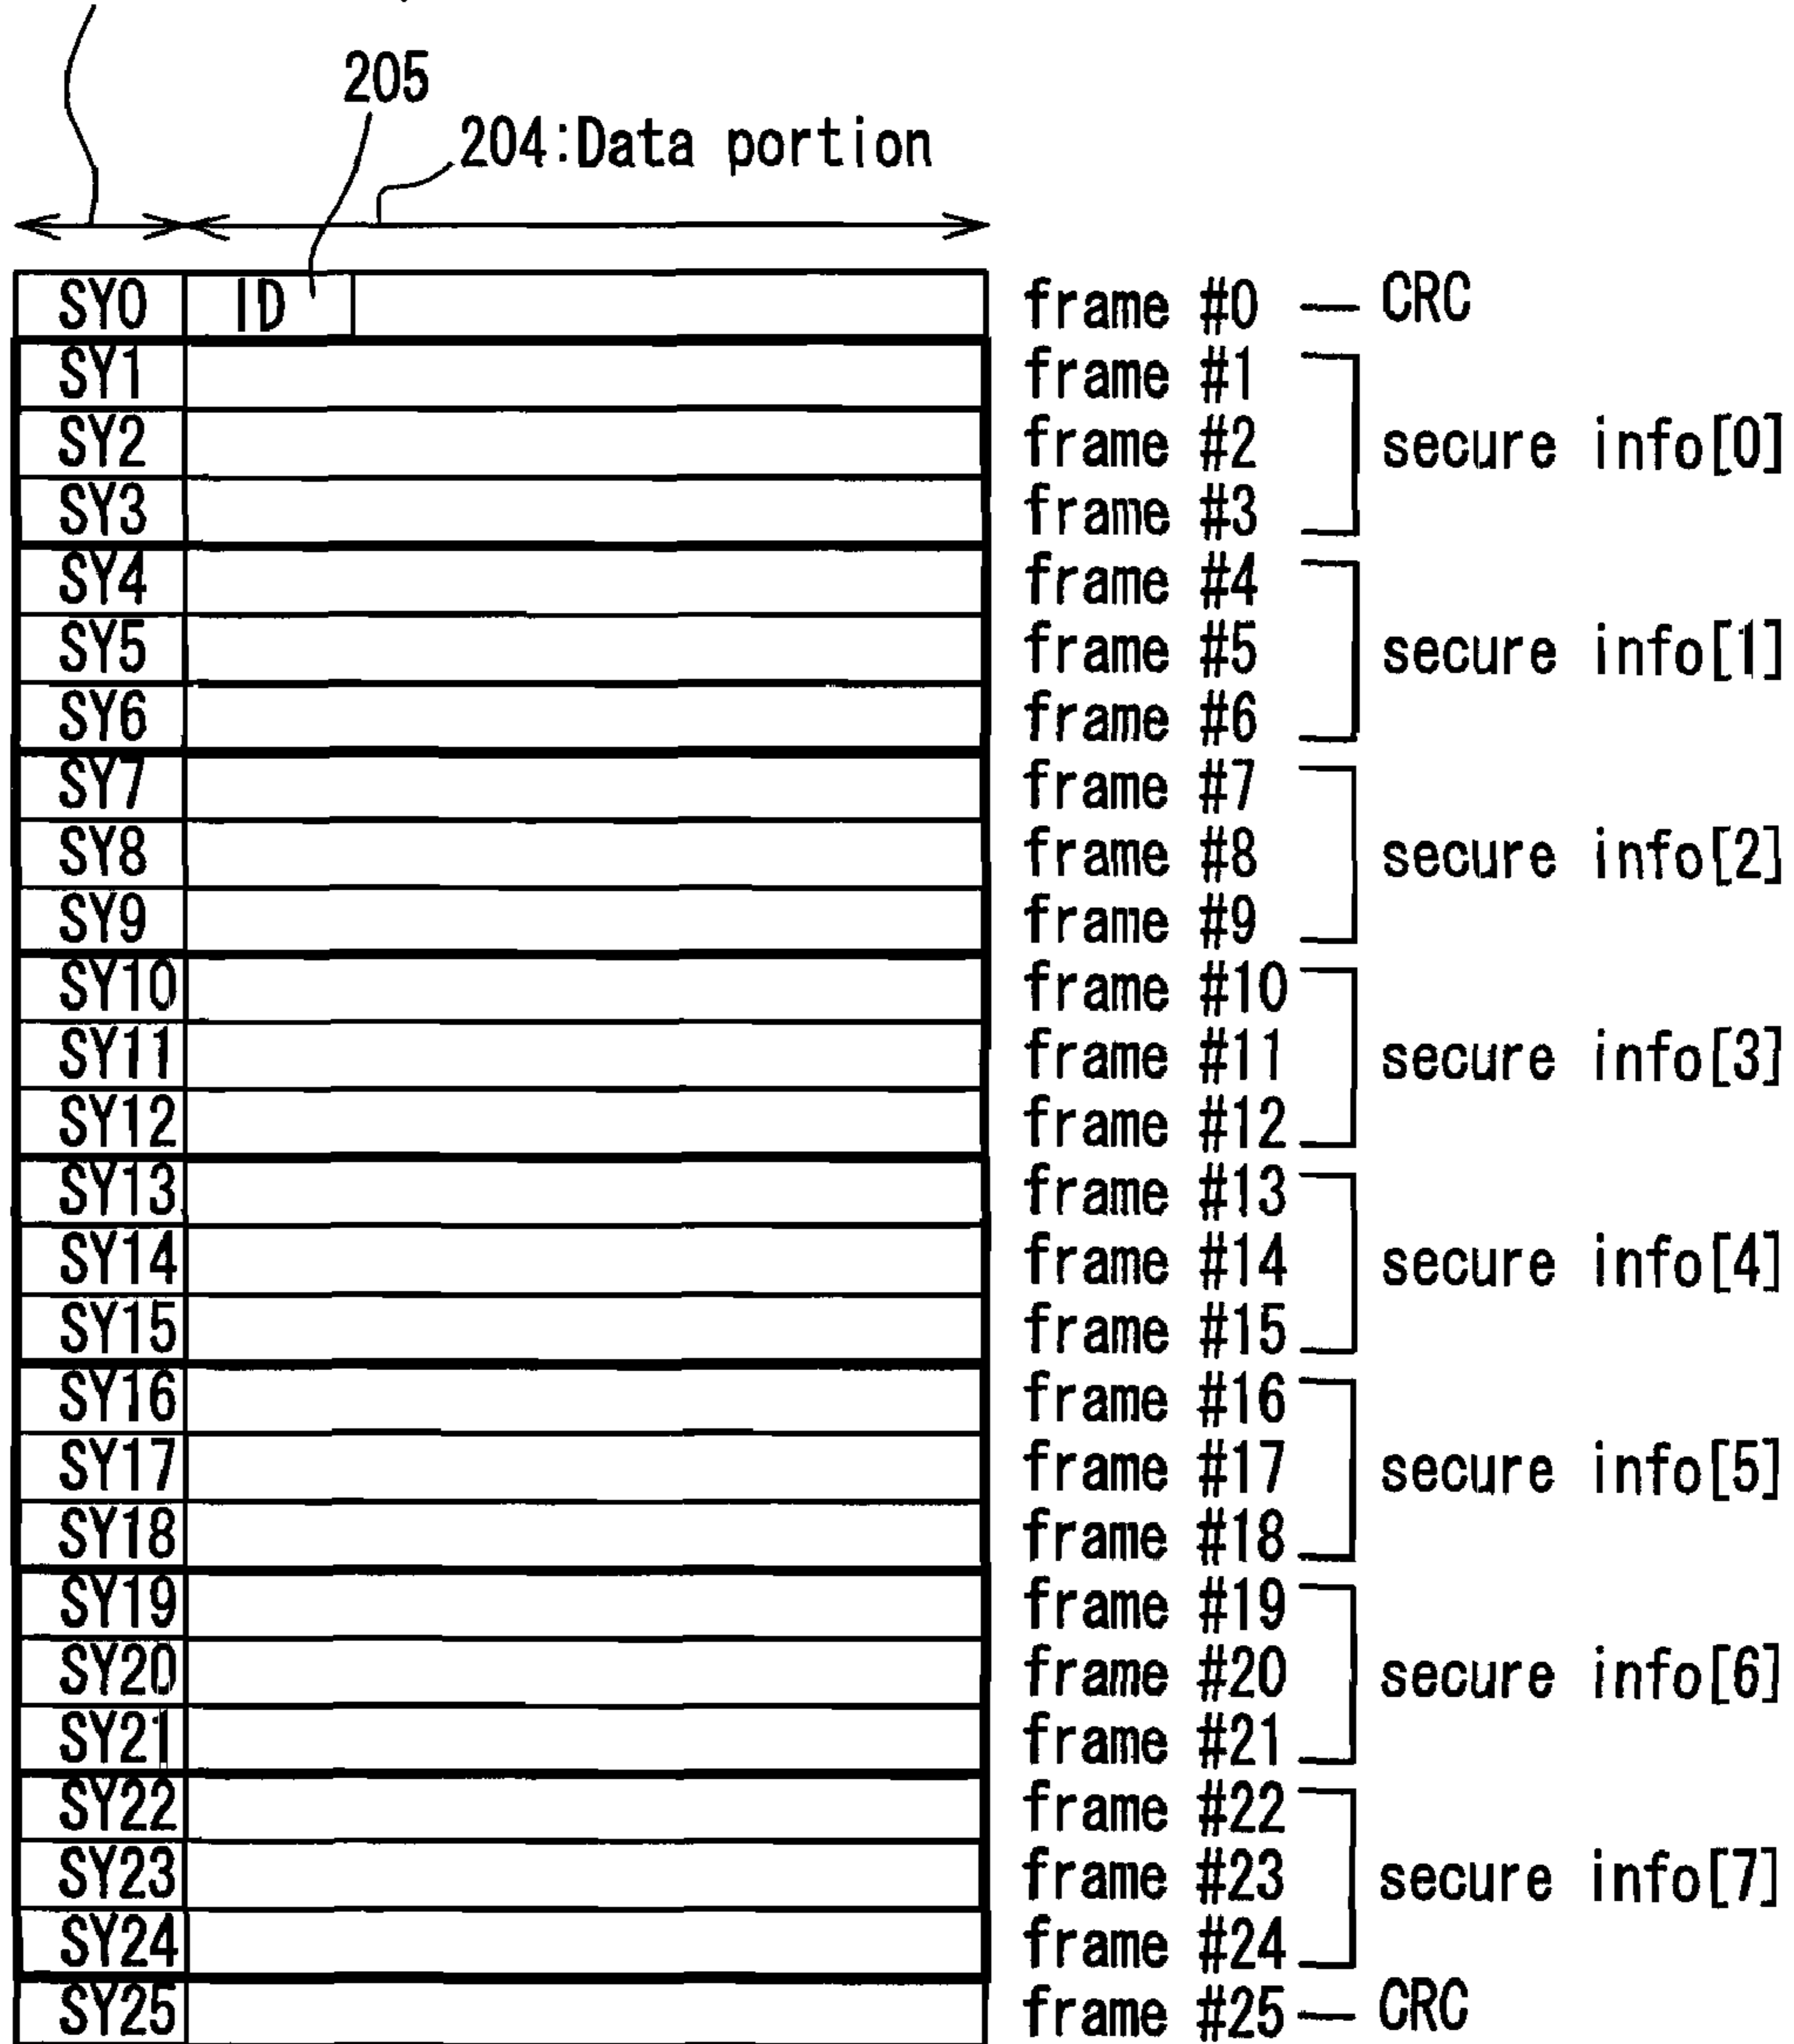 205
204:Data portion
SY0 ID frame #0 — CRC
SY1 frame #1
SY2 frame #2 secure info[0]
SY3 frame #3
SY4 frame #4
SY5 frame #5 secure info[1]
SY6 frame #6
SY7 frame #7
SY8 frame #8 secure info[2]
SY9 frame #9
SY10 frame #10
SY11 frame #11 secure info[3]
SY12 frame #12
SY13 frame #13
SY14 frame #14 secure info[4]
SY15 frame #15
SY16 frame #16
SY17 frame #17 secure info[5]
SY18 frame #18
SY19 frame #19
SY20 frame #20 secure info[6]
SY21 frame #21
SY22 frame #22
SY23 frame #23 secure info[7]
SY24 frame #24
SY25 frame #25 — CRC